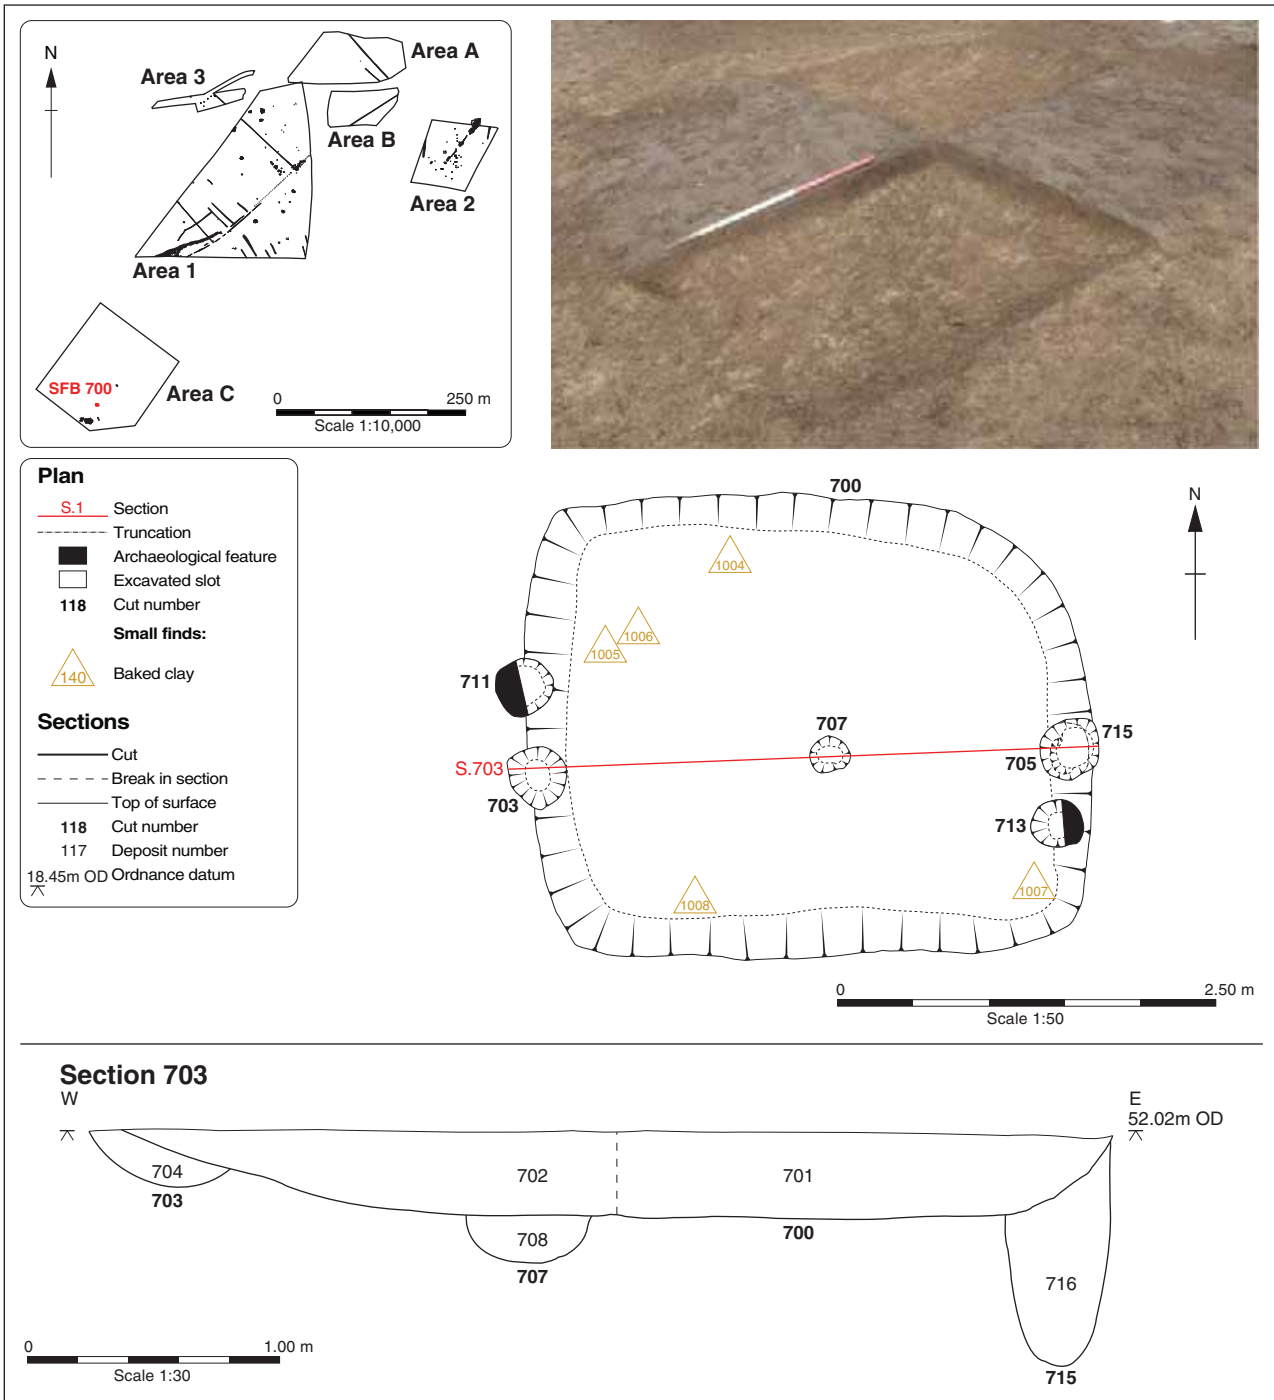 N
Area A
Area 3
Area B
Area 2
Area 1
SFB 700
Area C
0 250 m
Scale 1:10,000
Plan
S.1 Section
Truncation
Archaeological feature
Excavated slot
118 Cut number
Small finds:
140 Baked clay
Sections
Cut
Break in section
Top of surface
118 Cut number
117 Deposit number
18.45m OD Ordnance datum
700
N
1004
1006
1005
711
707
715
S.703
705
703
713
1007
1008
0 2.50 m
Scale 1:50
Section 703
W
E
52.02m OD
704
702
701
703
700
708
707
716
715
0 1.00 m
Scale 1:30